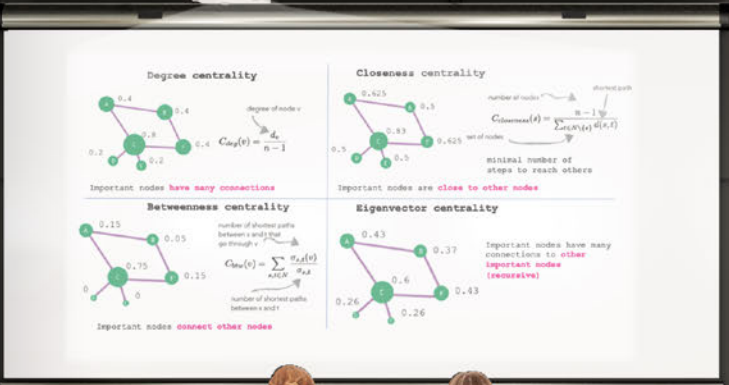 Degree centrality
A
0.4
B
0.4
degree of node v
C
0.8
F
0.4
C_deg(v) = d_v / n − 1
0.2
0.2
Important nodes have many connections
Closeness centrality
number of nodes
shortest path
0.625
0.5
0.83
0.625
C_closeness(s) = n − 1 / ∑_{t∈N\{s}} d(s,t)
set of nodes
0.5
0.5
minimal number of
steps to reach others
Important nodes are close to other nodes
Betweenness centrality
0.15
0.05
number of shortest paths
between s and t that
go through v
0.75
0.15
0
0
number of shortest paths
between s and t
Important nodes connect other nodes
Eigenvector centrality
0.43
0.37
0.6
0.43
0.26
0.26
Important nodes have many
connections to other
important nodes
(recursive)